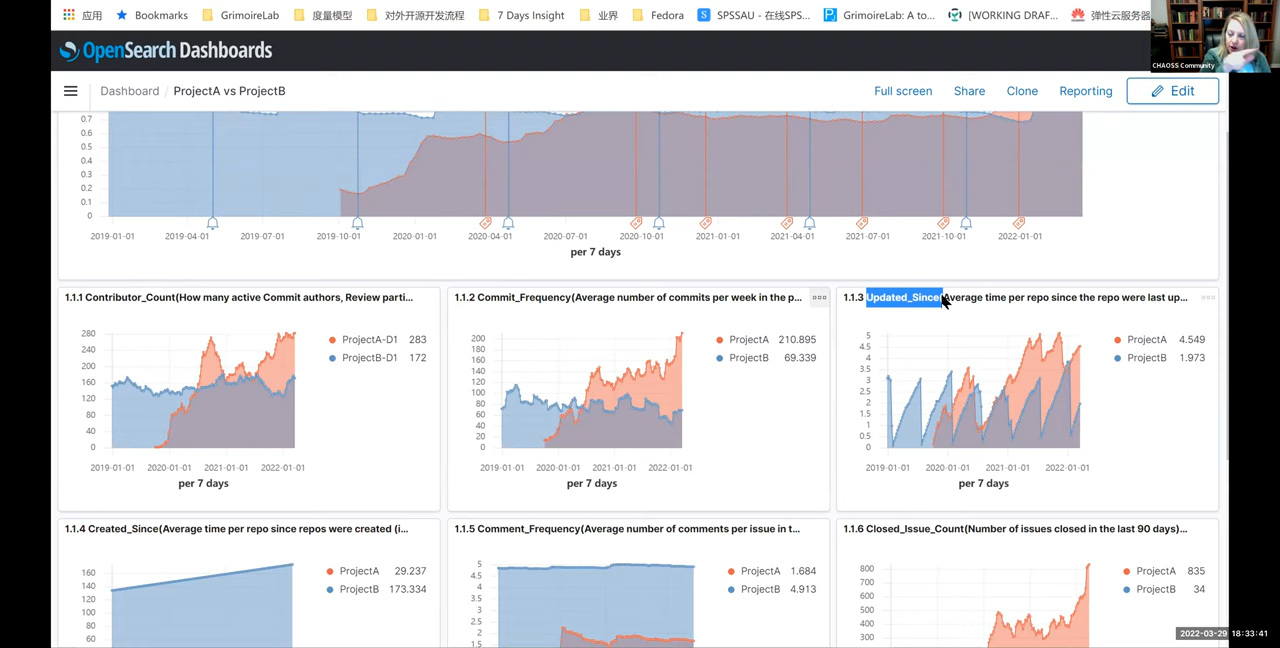 应用 Bookmarks GrimoireLab 度量模型 对外开源开发流程 7 Days Insight 业界 Fedora SPSSAU - 在线SPS... GrimoireLab: A to... [WORKING DRAF... 弹性云服务器
CHAOSS Community
OpenSearch Dashboards
Dashboard / ProjectA vs ProjectB Full screen Share Clone Reporting Edit
0.7
0.6
0.5
0.4
0.3
0.2
0.1
0
2019-01-01 2019-04-01 2019-07-01 2019-10-01 2020-01-01 2020-04-01 2020-07-01 2020-10-01 2021-01-01 2021-04-01 2021-07-01 2021-10-01 2022-01-01
per 7 days
1.1.1 Contributor_Count(How many active Commit authors, Review parti...
280
240
200
160
120
80
40
0
2019-01-01 2020-01-01 2021-01-01 2022-01-01
per 7 days
ProjectA-D1 283
ProjectB-D1 172
1.1.2 Commit_Frequency(Average number of commits per week in the p...
200
180
160
140
120
100
80
60
40
20
0
2019-01-01 2020-01-01 2021-01-01 2022-01-01
per 7 days
ProjectA 210.895
ProjectB 69.339
1.1.3 Updated_Since(Average time per repo since the repo were last up...
5
4.5
4
3.5
3
2.5
2
1.5
1
0.5
0
2019-01-01 2020-01-01 2021-01-01 2022-01-01
per 7 days
ProjectA 4.549
ProjectB 1.973
1.1.4 Created_Since(Average time per repo since repos were created (i...
160
140
120
100
80
60
ProjectA 29.237
ProjectB 173.334
1.1.5 Comment_Frequency(Average number of comments per issue in t...
5
4.5
4
3.5
3
2.5
2
1.5
ProjectA 1.684
ProjectB 4.913
1.1.6 Closed_Issue_Count(Number of issues closed in the last 90 days)...
800
700
600
500
400
300
ProjectA 835
ProjectB 34
2022-03-29 18:33:41